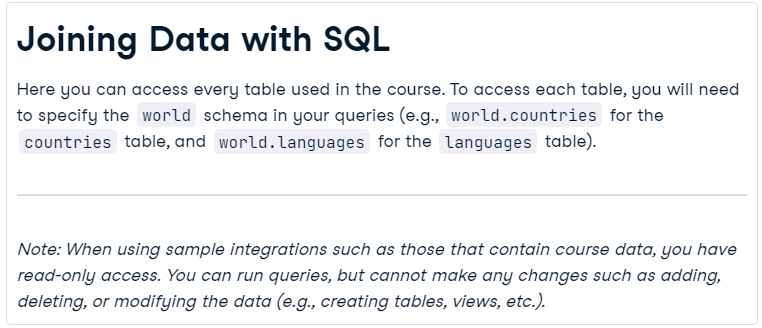 Joining Data with SQL
Here you can access every table used in the course. To access each table, you will need
to specify the world schema in your queries (e.g., world.countries for the
countries table, and world.languages for the languages table).
Note: When using sample integrations such as those that contain course data, you have
read-only access. You can run queries, but cannot make any changes such as adding,
deleting, or modifying the data (e.g., creating tables, views, etc.).